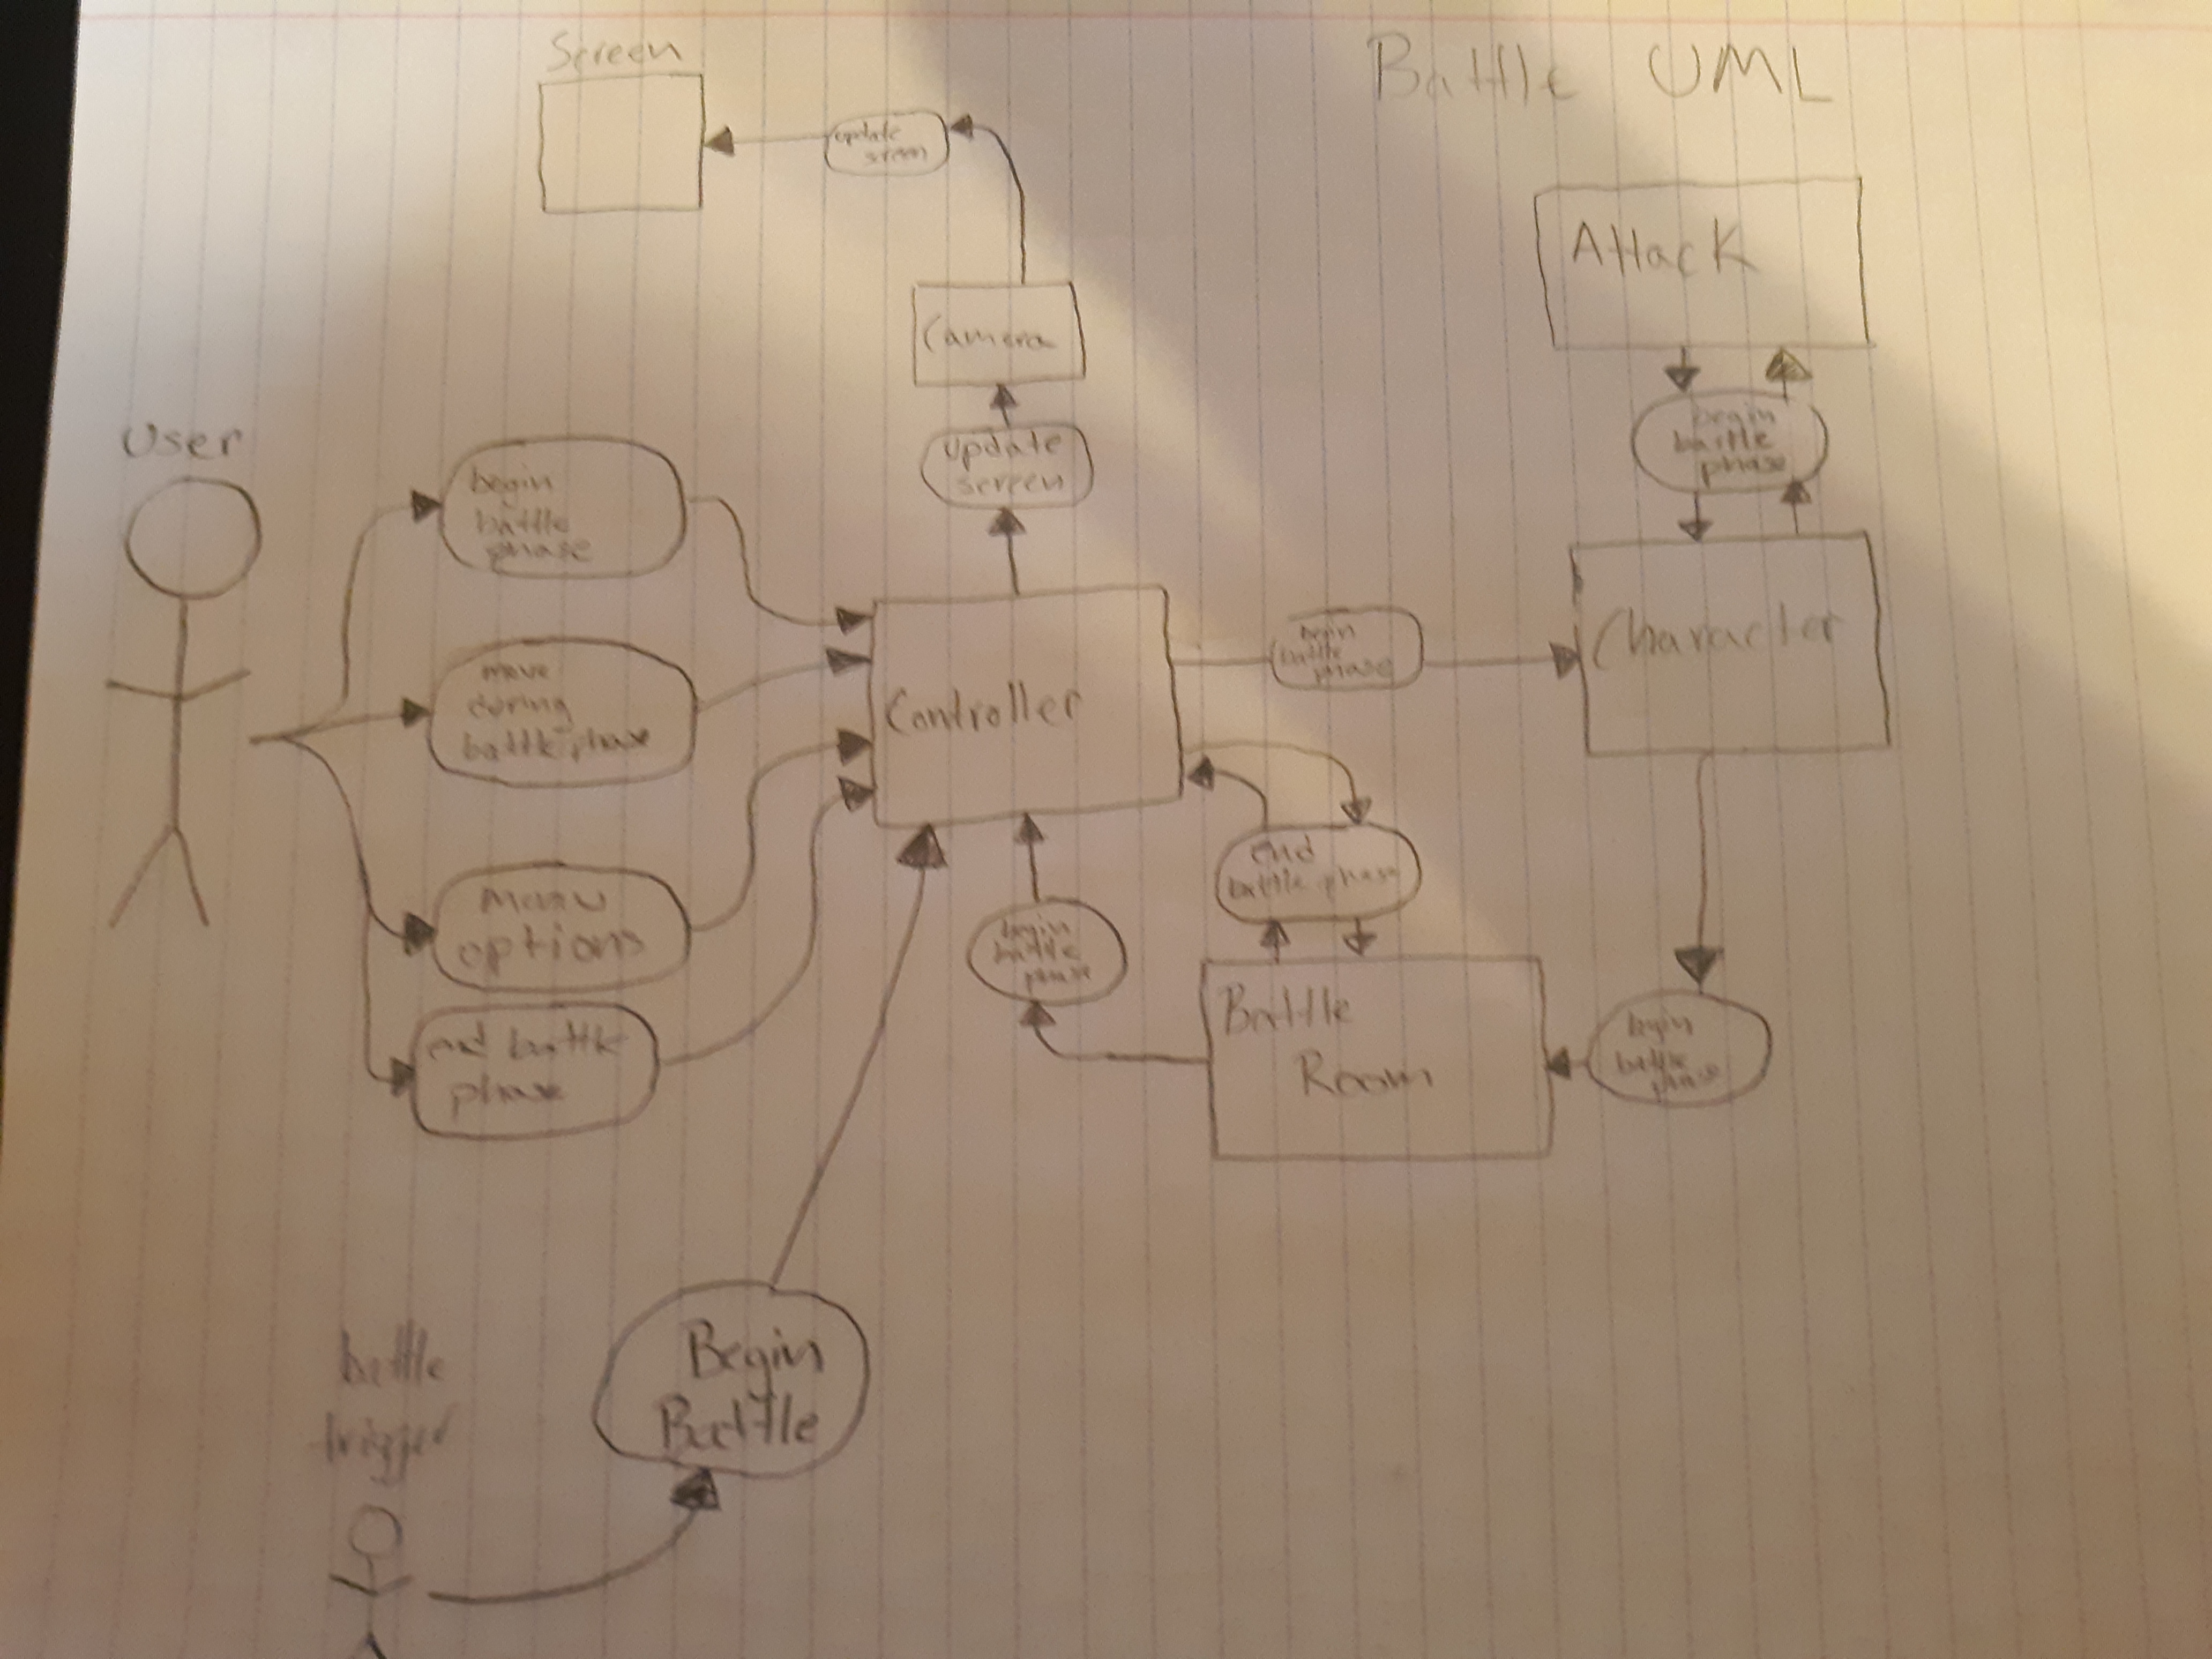 Battle UML
Screen
update
screen
Camera
update
screen
User
begin
battle
phase
move
during
battle phase
menu
options
end battle
phase
Controller
begin
battle
phase
Attack
begin
battle
phase
Character
end
battle phase
begin
battle
phase
Battle
Room
begin
battle
phase
battle
trigger
Begin
Battle